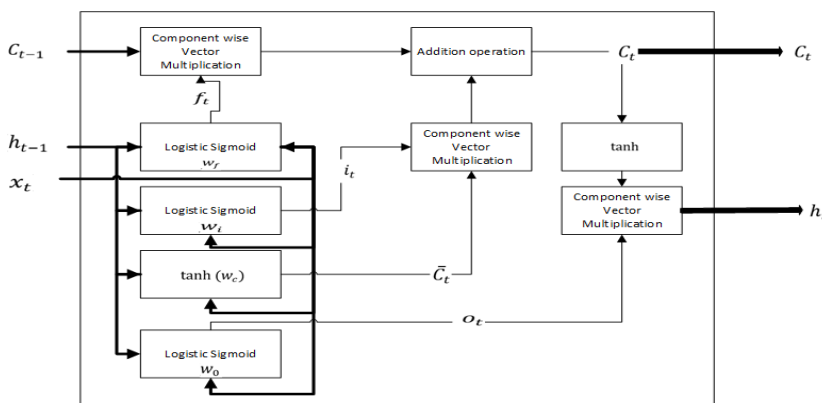 C_{t-1}
Component wise
Vector
Multiplication
Addition operation
C_t
C_t
f_t
h_{t-1}
Logistic Sigmoid
w_f
Component wise
Vector
Multiplication
tanh
x_t
i_t
Logistic Sigmoid
w_i
Component wise
Vector
Multiplication
h
tanh (w_c)
C̄_t
o_t
Logistic Sigmoid
w_0